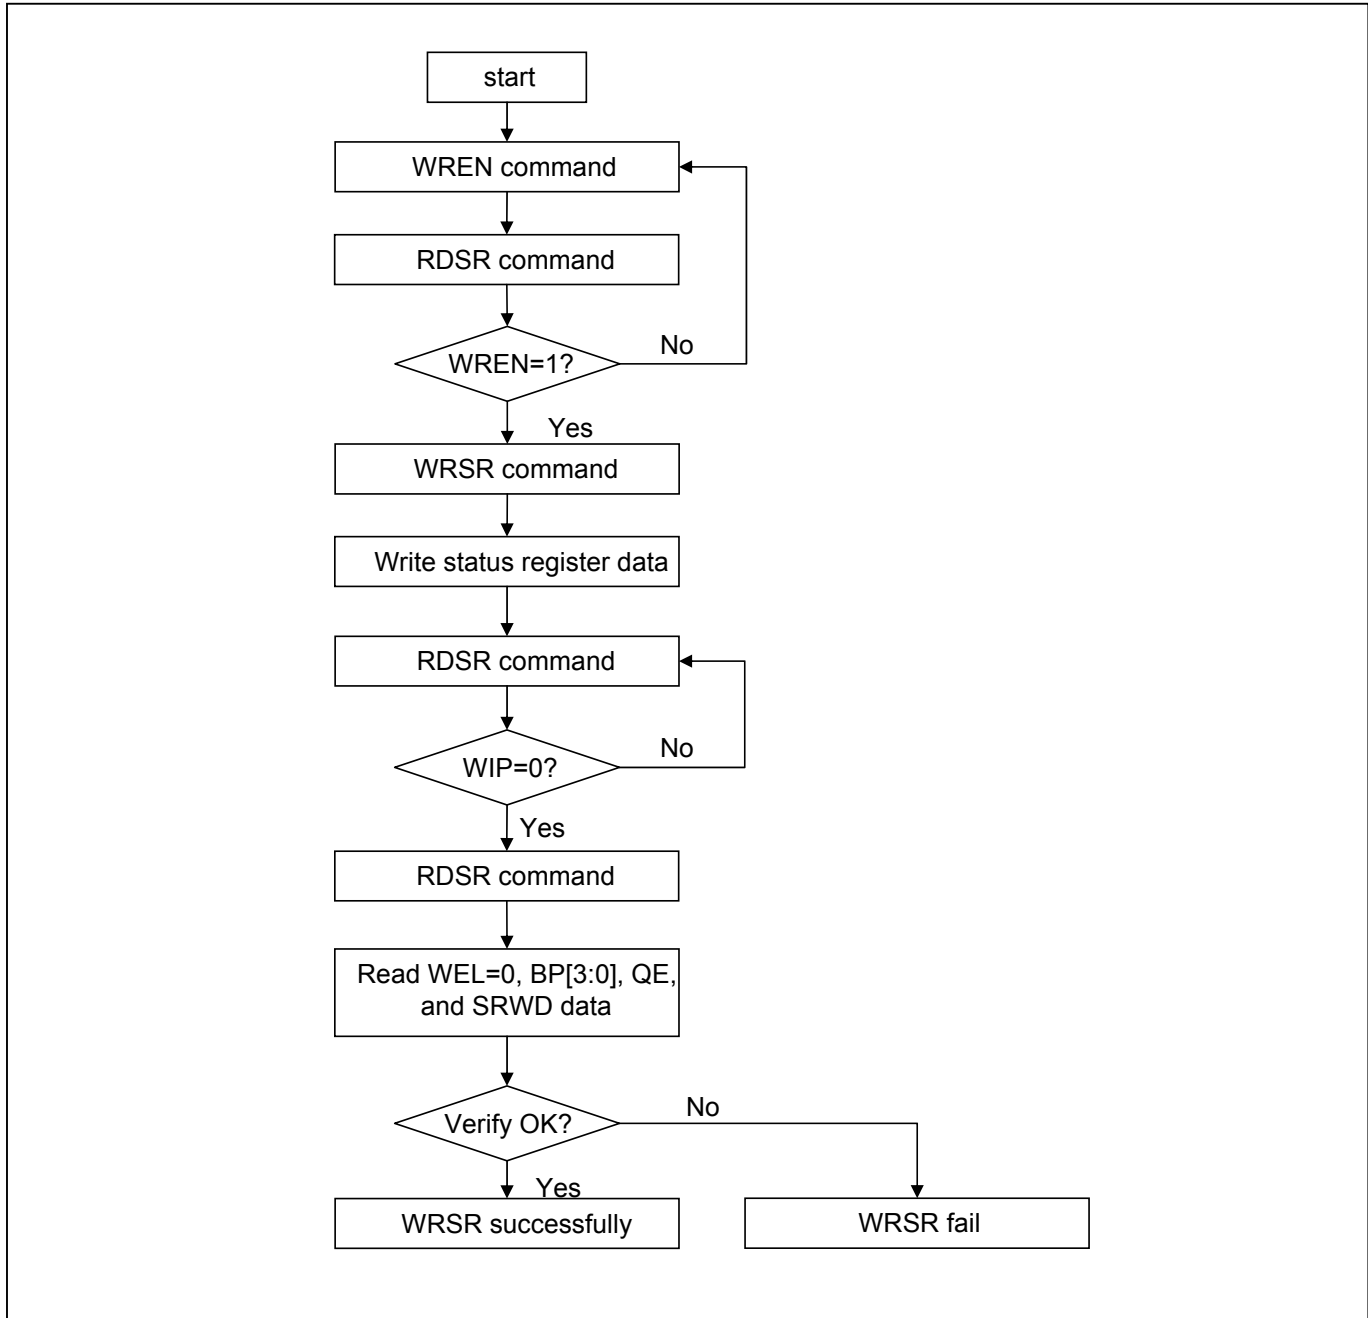 start
WREN command
RDSR command
WREN=1?
No
Yes
WRSR command
Write status register data
RDSR command
WIP=0?
No
Yes
RDSR command
Read WEL=0, BP[3:0], QE,
and SRWD data
Verify OK?
No
Yes
WRSR successfully
WRSR fail